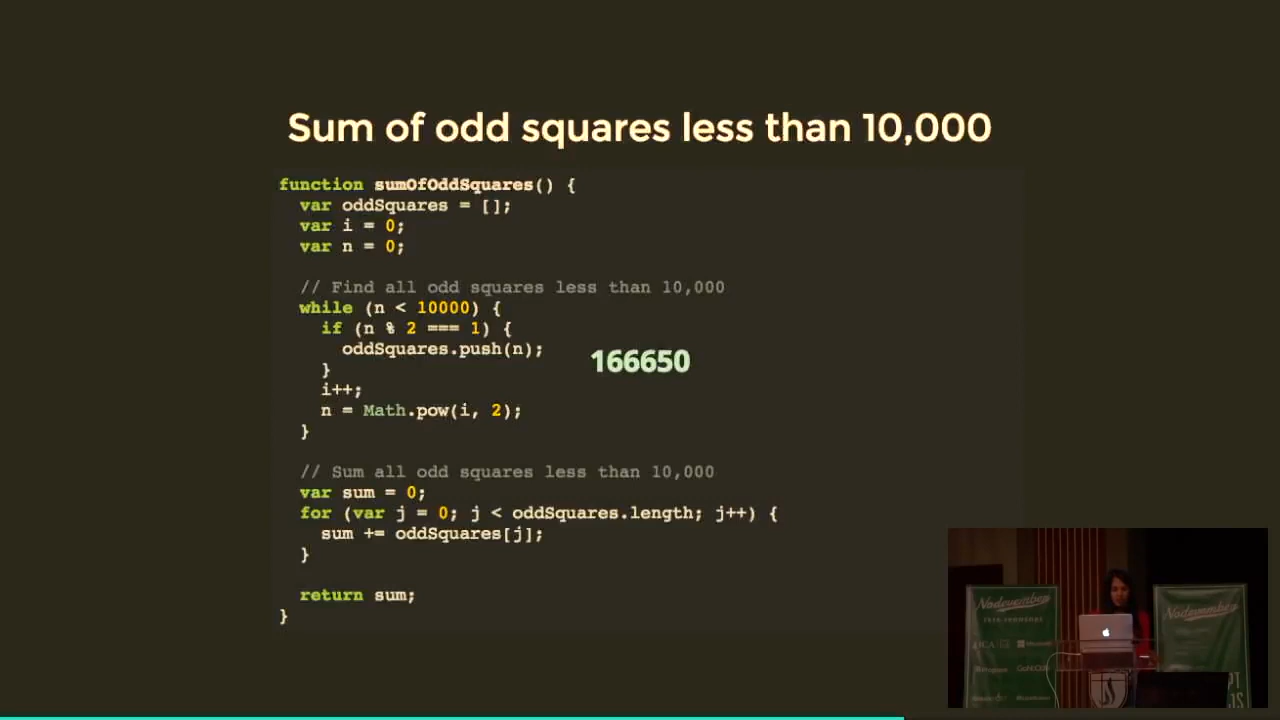 Sum of odd squares less than 10,000
function sumOfOddSquares() {
var oddSquares = [];
var i = 0;
var n = 0;
// Find all odd squares less than 10,000
while (n < 10000) {
if (n % 2 === 1) {
oddSquares.push(n);
166650
}
i++;
n = Math.pow(i, 2);
}
// Sum all odd squares less than 10,000
var sum = 0;
for (var j = 0; j < oddSquares.length; j++) {
sum += oddSquares[j];
}
return sum;
}
Nodevember
Nodevember